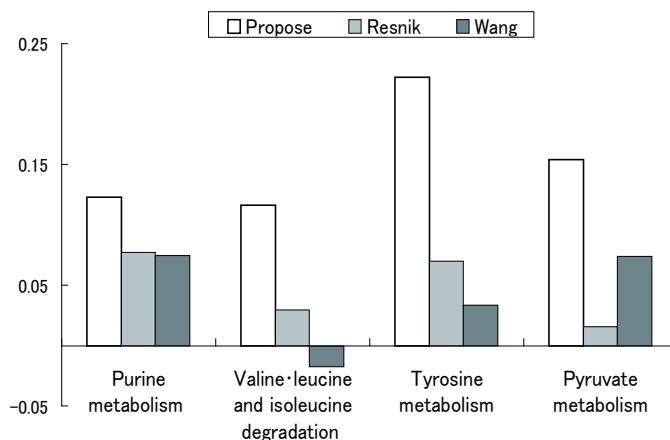 Propose Resnik Wang
0.25
0.15
0.05
−0.05
Purine
metabolism
Valine・leucine
and isoleucine
degradation
Tyrosine
metabolism
Pyruvate
metabolism